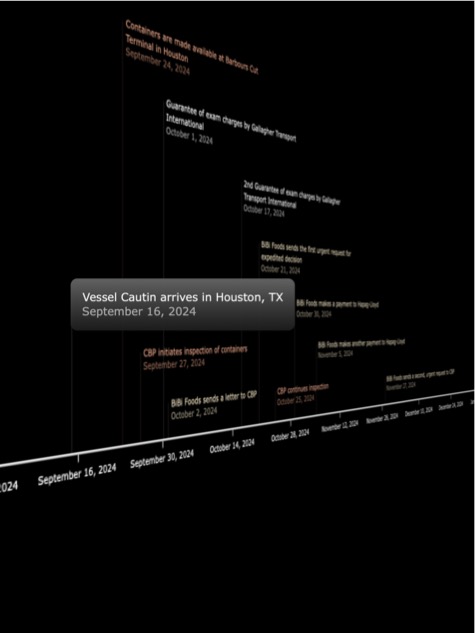 Containers are made available at Barbours Cut
Terminal in Houston
September 24, 2024
Guarantee of exam charges by Gallagher Transport
International
October 1, 2024
2nd Guarantee of exam charges by Gallagher
Transport International
October 17, 2024
BiBi Foods sends the first urgent request for
expedited decision
October 21, 2024
Vessel Cautin arrives in Houston, TX
September 16, 2024
BiBi Foods makes a payment to Hapag-Lloyd
October 30, 2024
CBP initiates inspection of containers
September 27, 2024
BiBi Foods makes another payment to Hapag-Lloyd
November 5, 2024
BiBi Foods sends a letter to CBP
October 2, 2024
CBP continues inspection
October 25, 2024
BiBi Foods sends a second, urgent request to CBP
November 27, 2024
2024
September 16, 2024
September 30, 2024
October 14, 2024
October 28, 2024
November 12, 2024
November 26, 2024
December 10, 2024
December 24, 2024